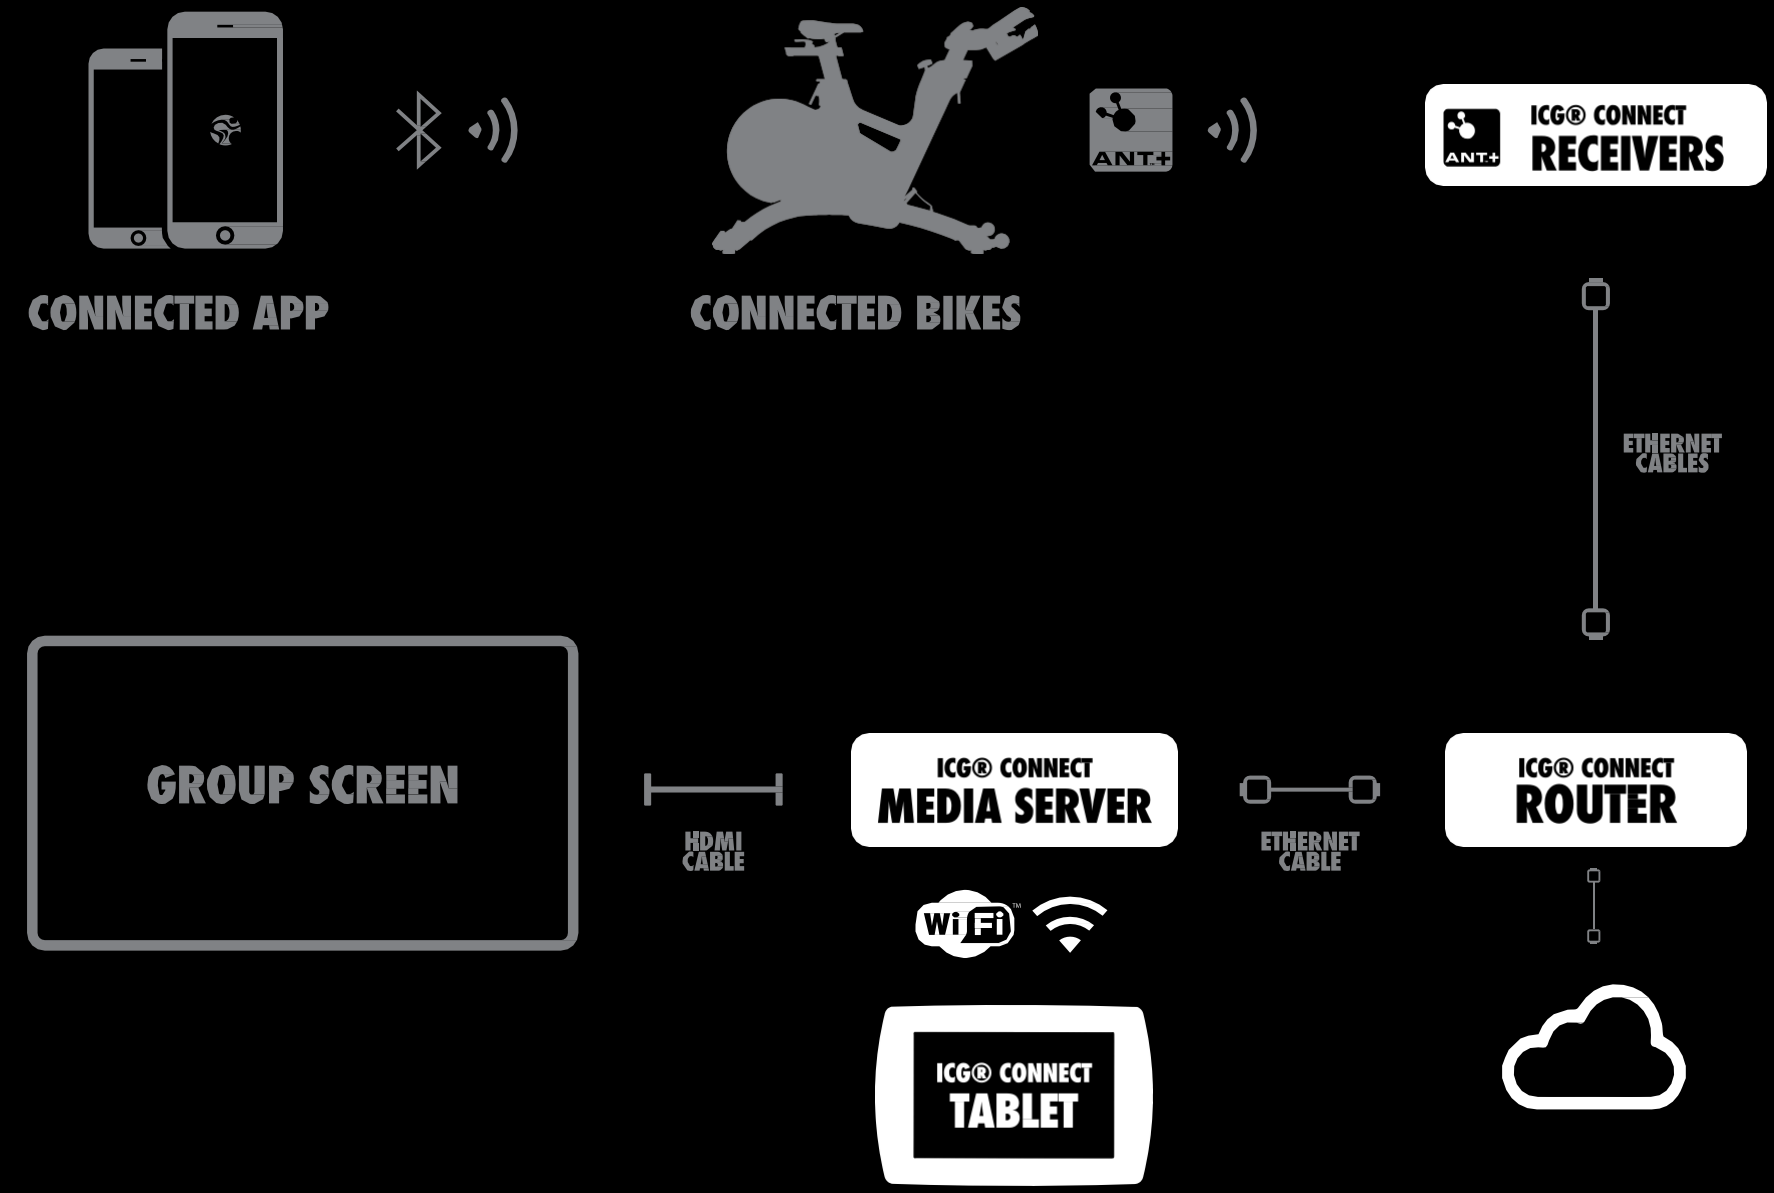 ANT+
ICG® CONNECT
RECEIVERS
ANT+
CONNECTED APP
CONNECTED BIKES
ETHERNET
CABLES
GROUP SCREEN
HDMI
CABLE
ICG® CONNECT
MEDIA SERVER
ETHERNET
CABLE
ICG® CONNECT
ROUTER
WiFi™
ICG® CONNECT
TABLET